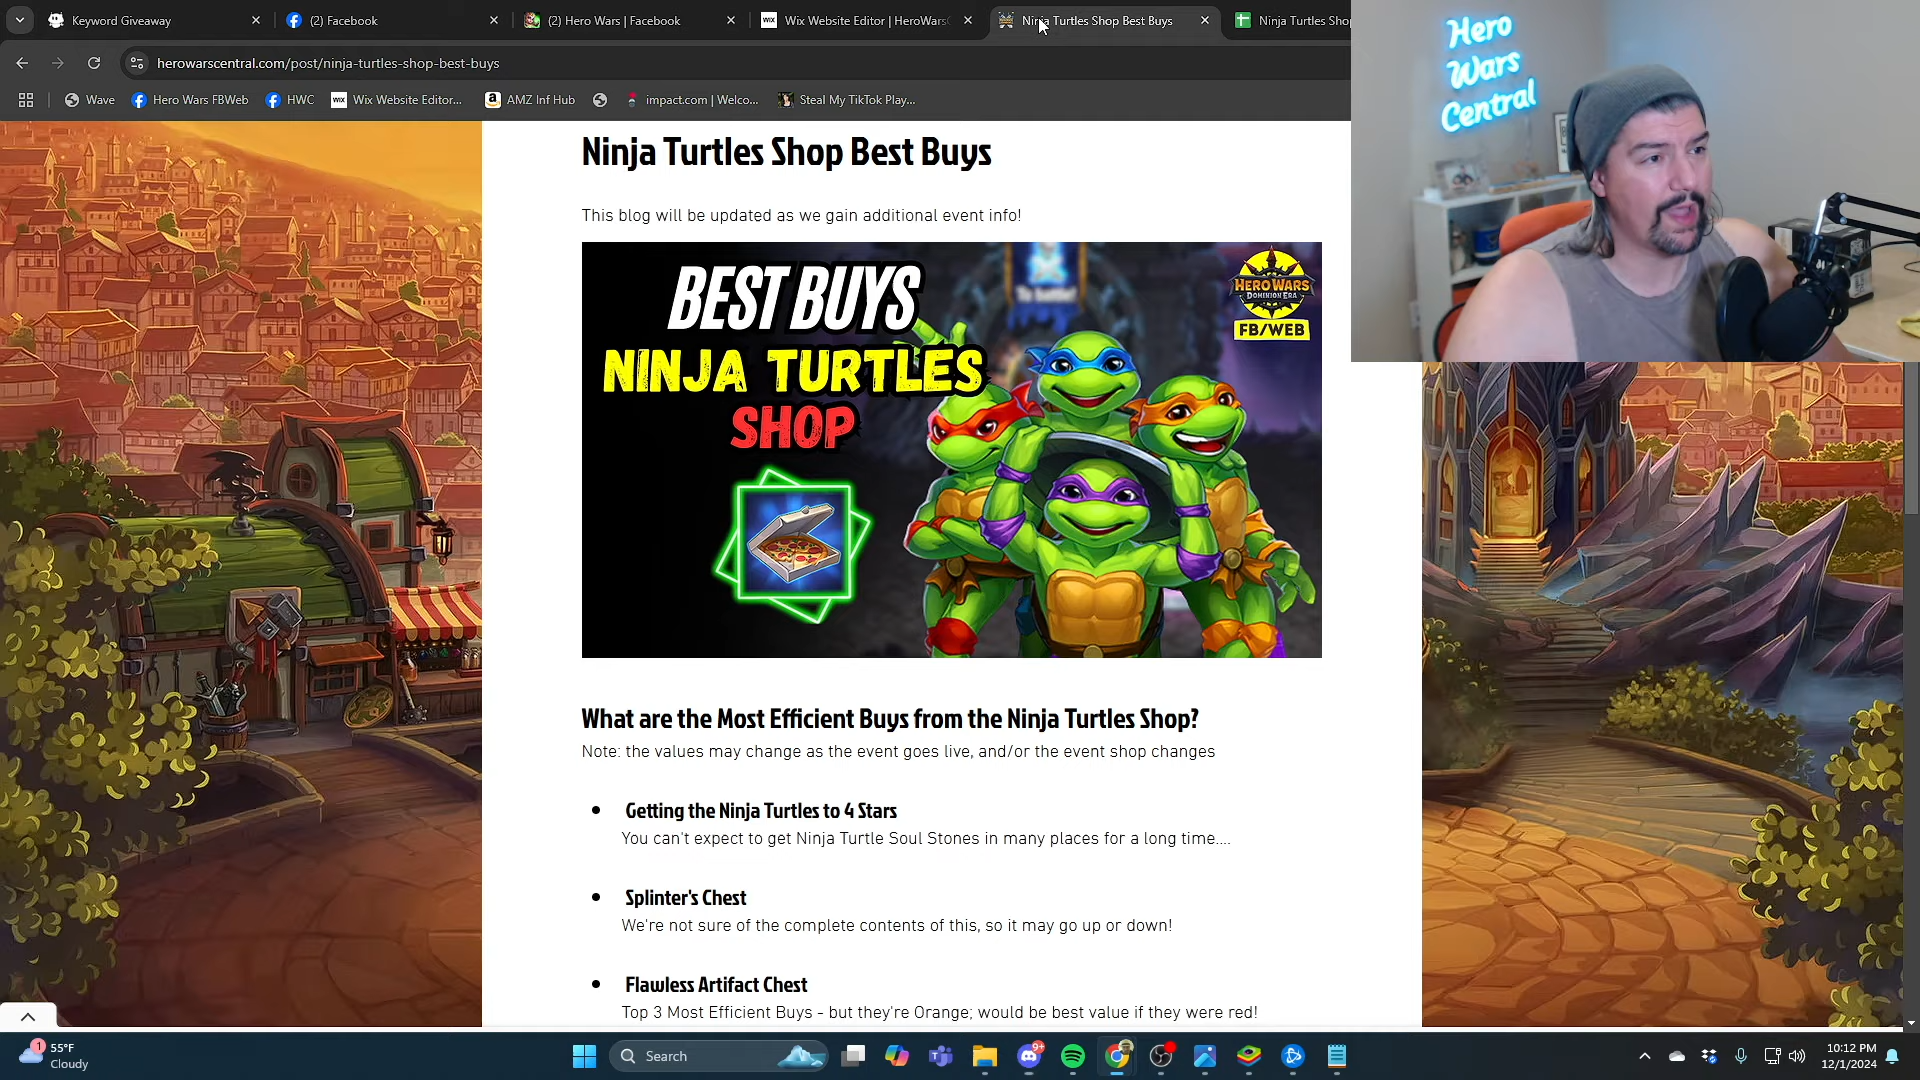 Keyword Giveaway
(2) Facebook
(2) Hero Wars | Facebook
Wix Website Editor | HeroWars
Ninja Turtles Shop Best Buys
Ninja Turtles Shop
herowarscentral.com/post/ninja-turtles-shop-best-buys
Wave
Hero Wars FBWeb
HWC
Wix Website Editor...
AMZ Inf Hub
impact.com | Welco...
Steal My TikTok Play...
Hero
Wars
Central
Ninja Turtles Shop Best Buys
This blog will be updated as we gain additional event info!
BEST BUYS
NINJA TURTLES
SHOP
To battle!
HERO WARS
DOMINION ERA
FB/WEB
What are the Most Efficient Buys from the Ninja Turtles Shop?
Note: the values may change as the event goes live, and/or the event shop changes
Getting the Ninja Turtles to 4 Stars
You can't expect to get Ninja Turtle Soul Stones in many places for a long time....
Splinter's Chest
We're not sure of the complete contents of this, so it may go up or down!
Flawless Artifact Chest
Top 3 Most Efficient Buys - but they're Orange; would be best value if they were red!
1
55°F
Cloudy
Search
9+
10:12 PM
12/1/2024